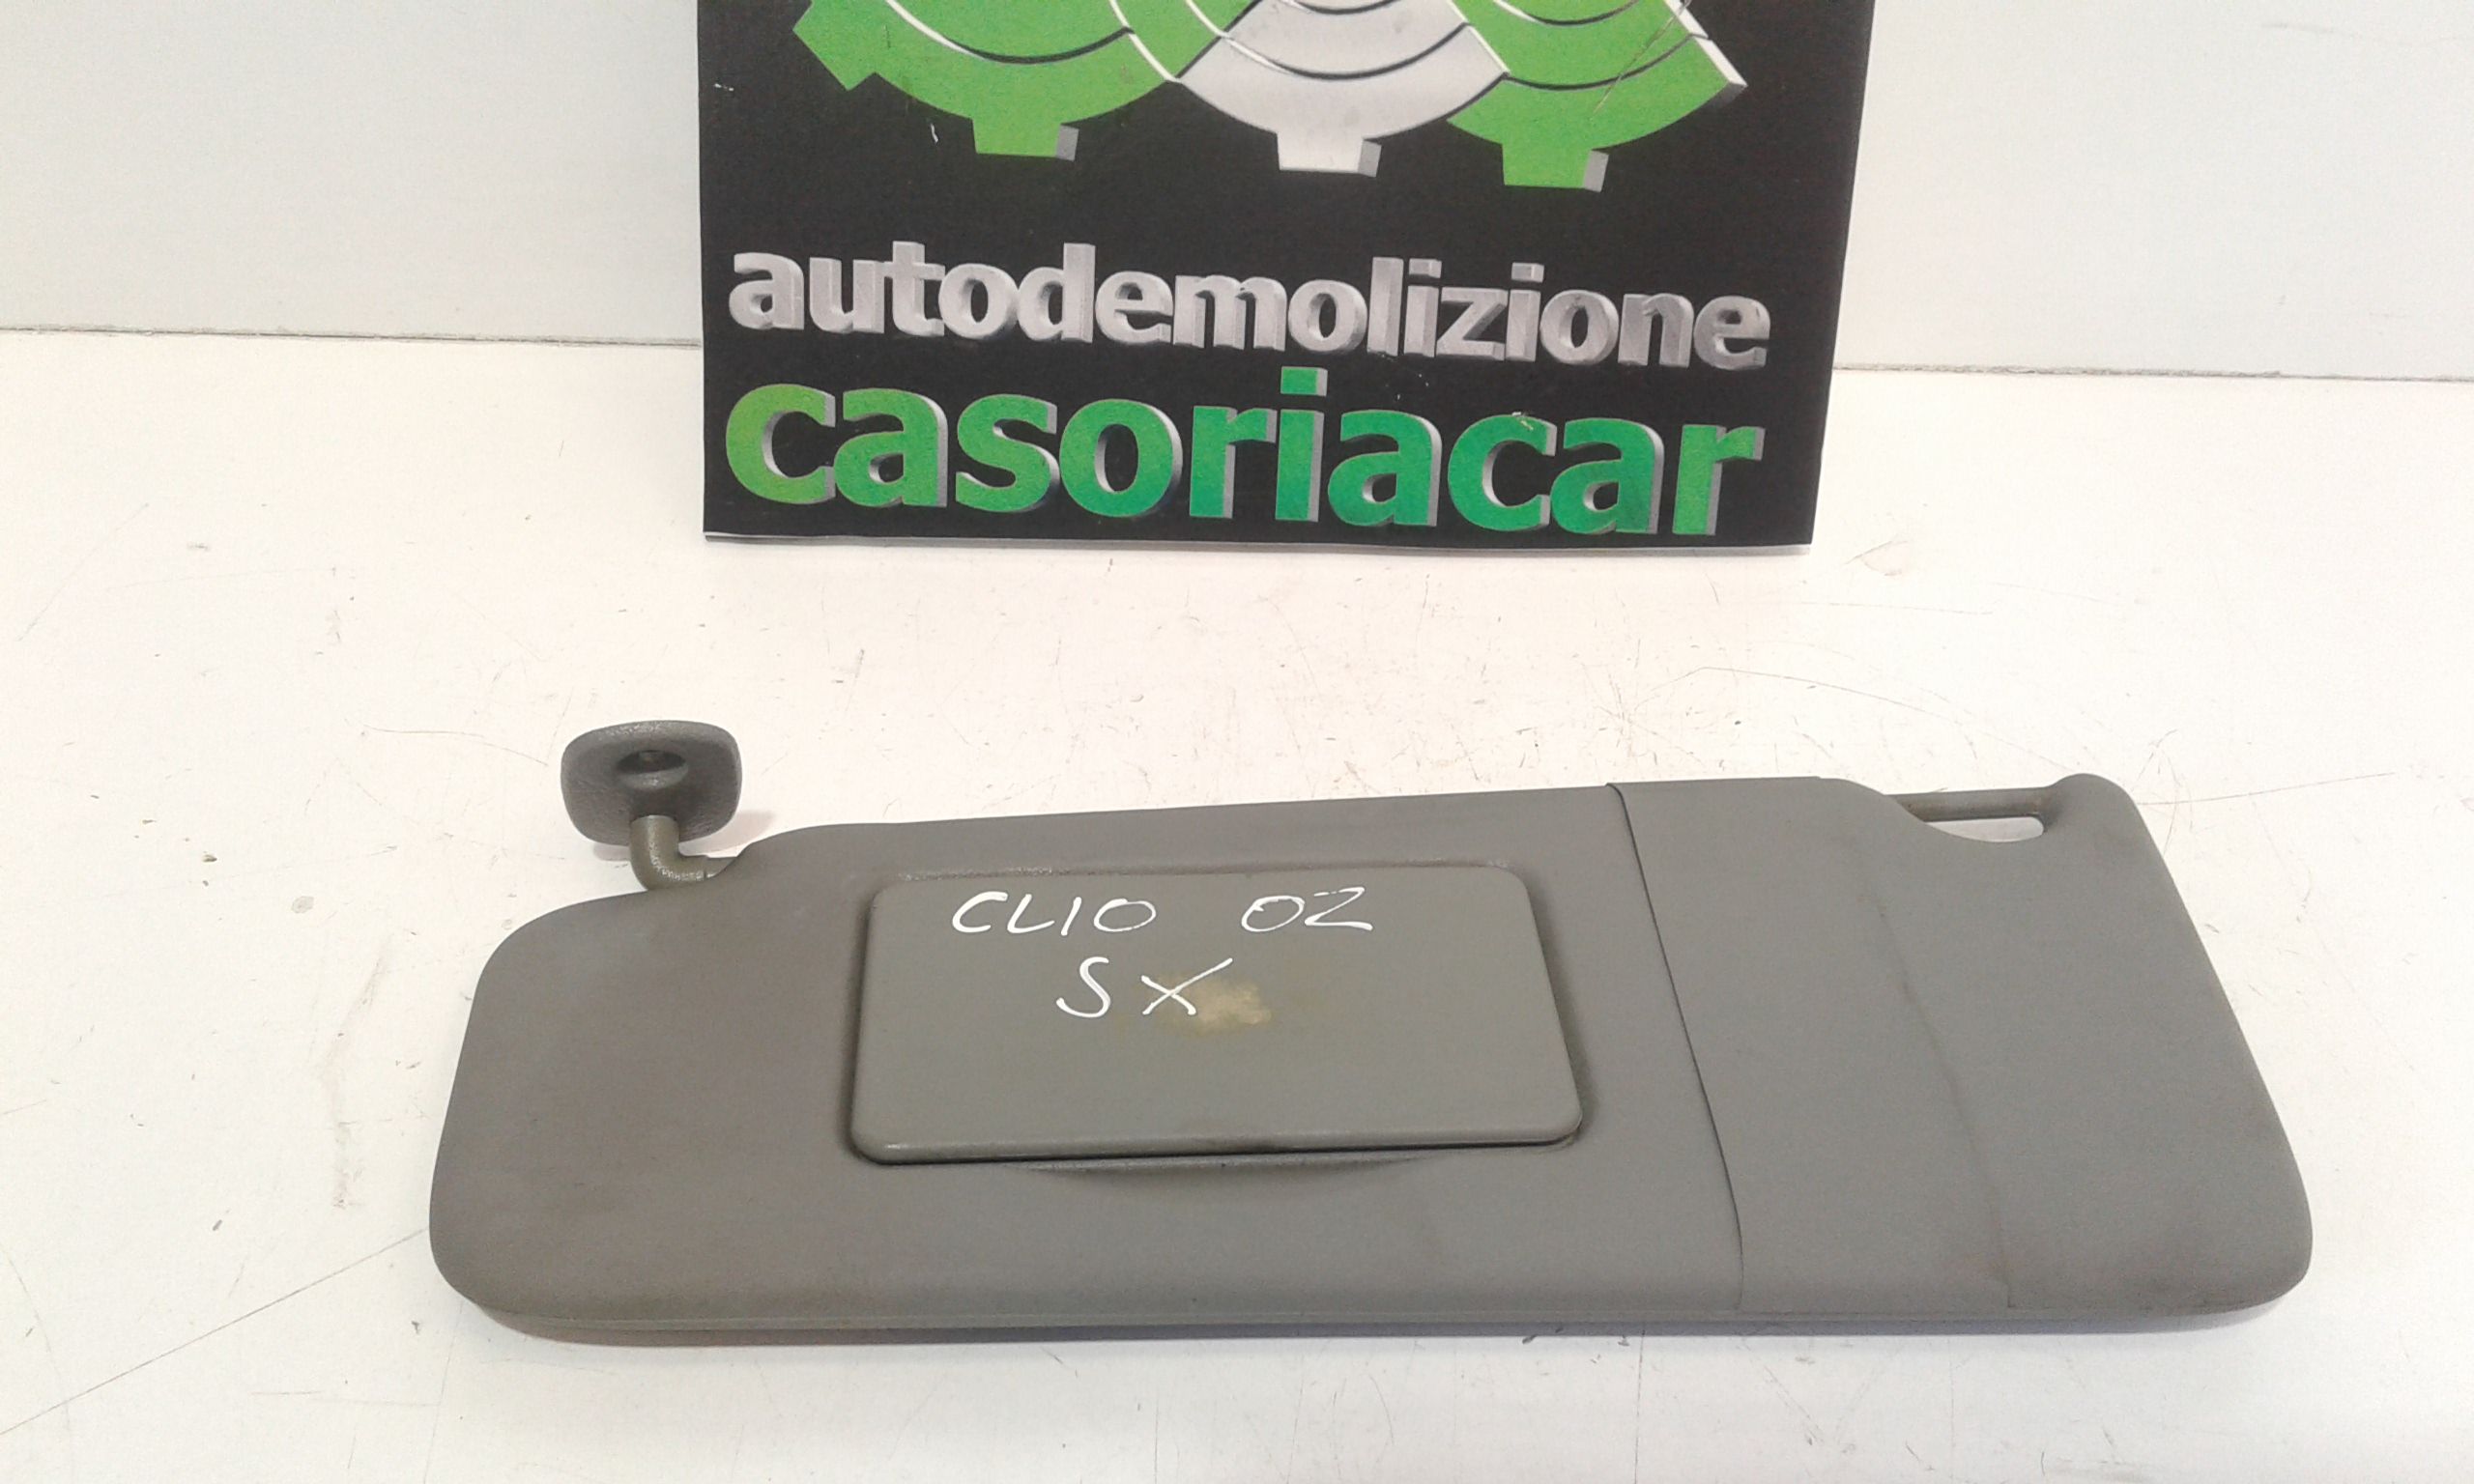 autodemolizione
casoriacar
CLIO 02
SX